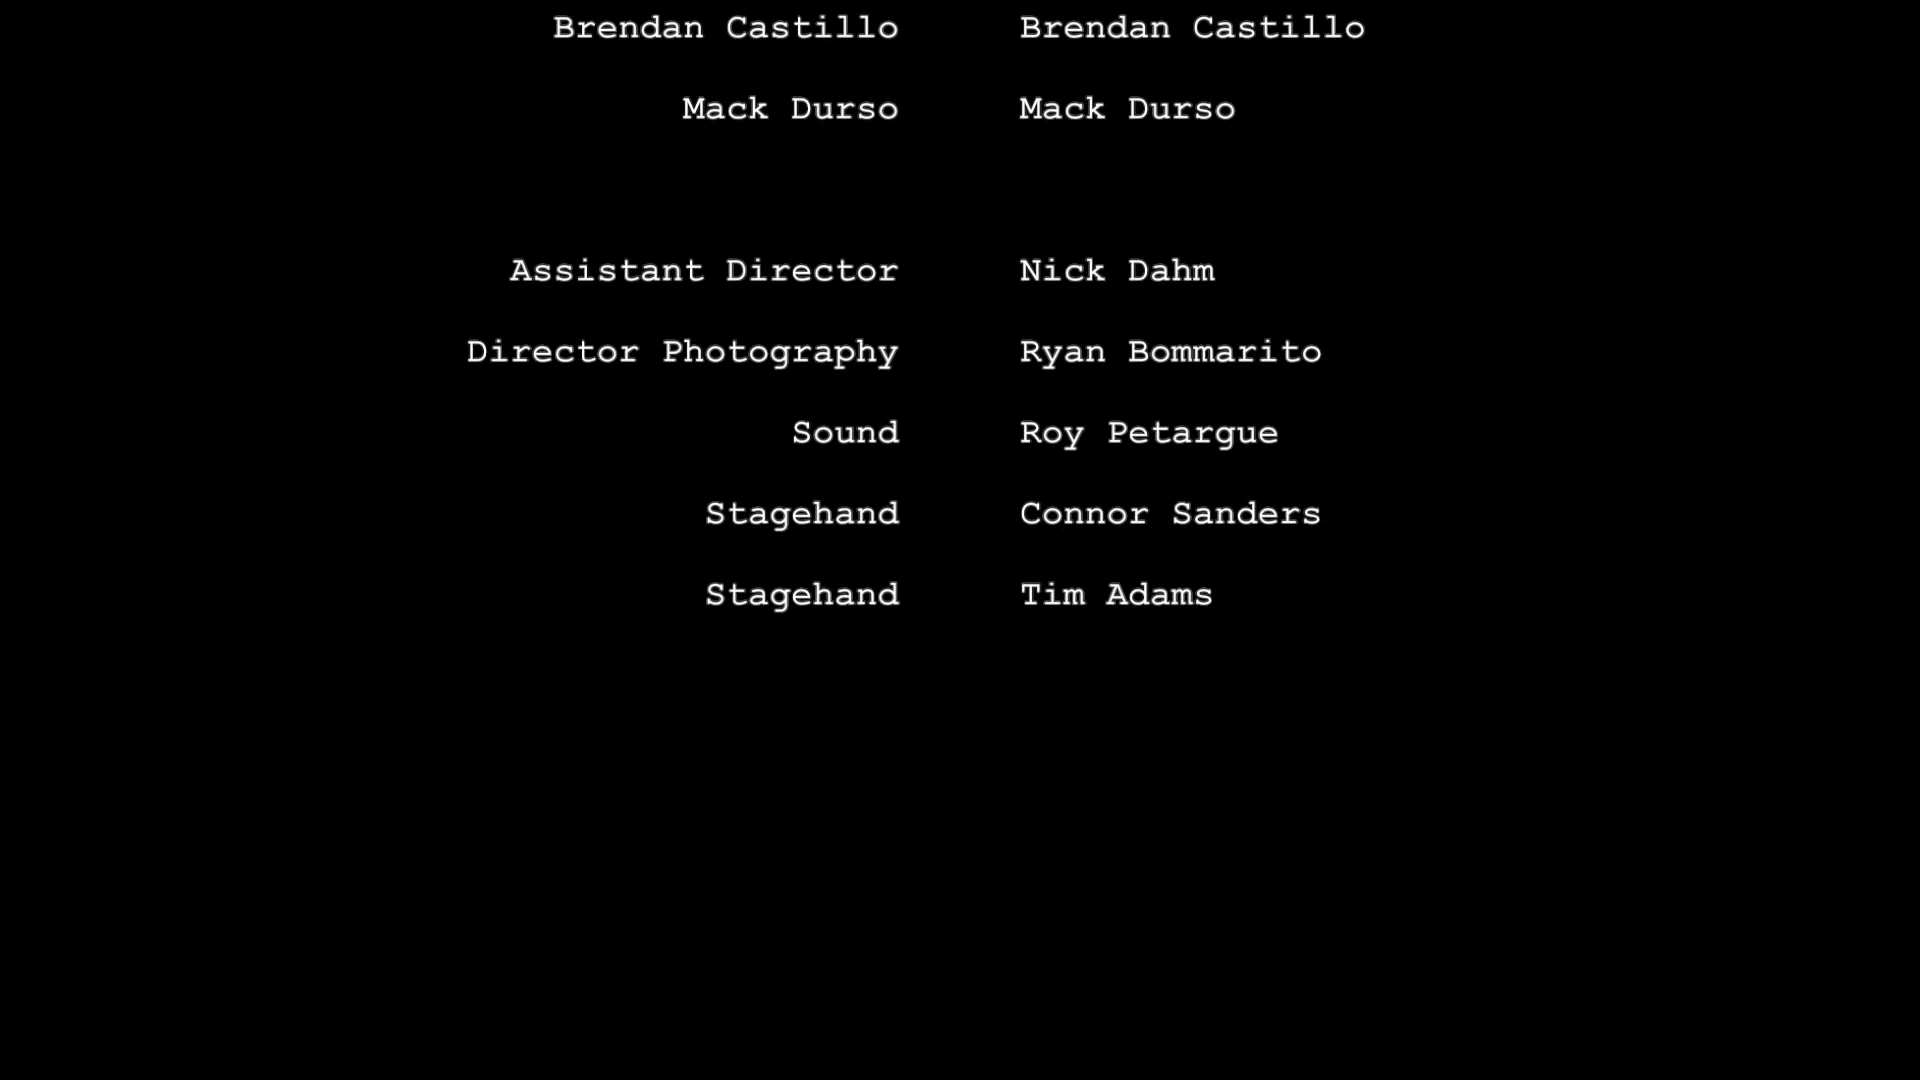 Brendan Castillo Brendan Castillo
Mack Durso Mack Durso
Assistant Director Nick Dahm
Director Photography Ryan Bommarito
Sound Roy Petargue
Stagehand Connor Sanders
Stagehand Tim Adams